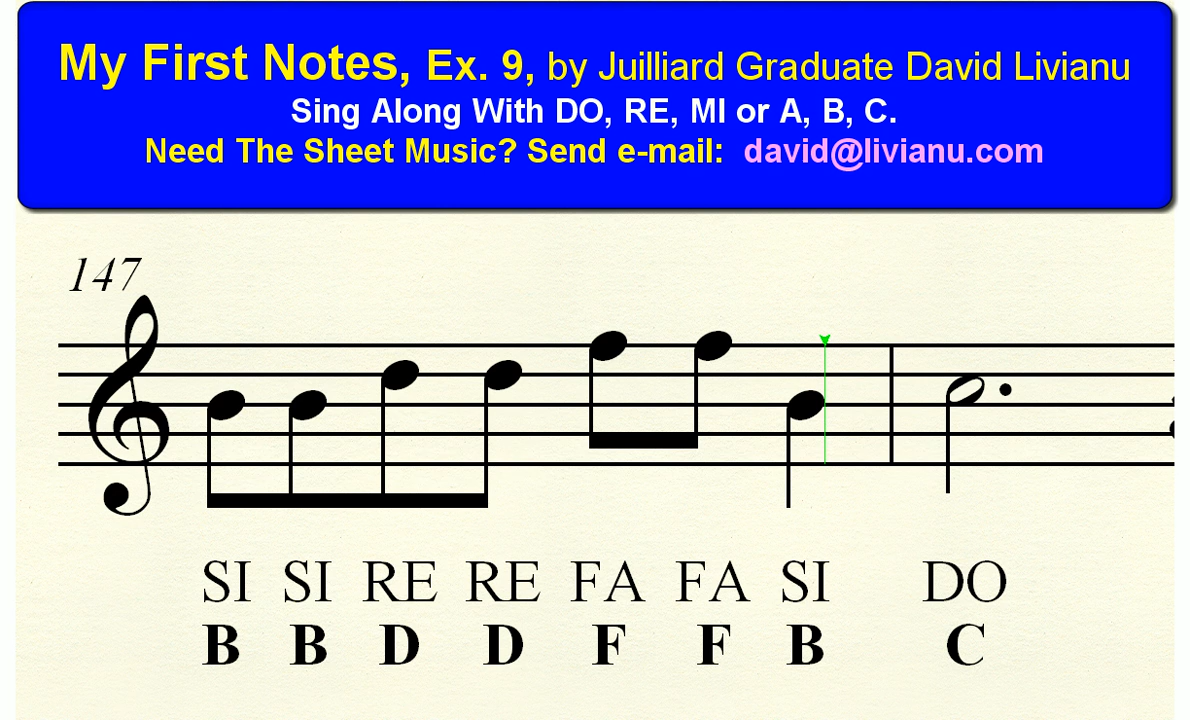 My First Notes, Ex. 9, by Juilliard Graduate David Livianu
Sing Along With DO, RE, MI or A, B, C.
Need The Sheet Music? Send e-mail: david@livianu.com
147
SI SI RE RE FA FA SI DO
B B D D F F B C